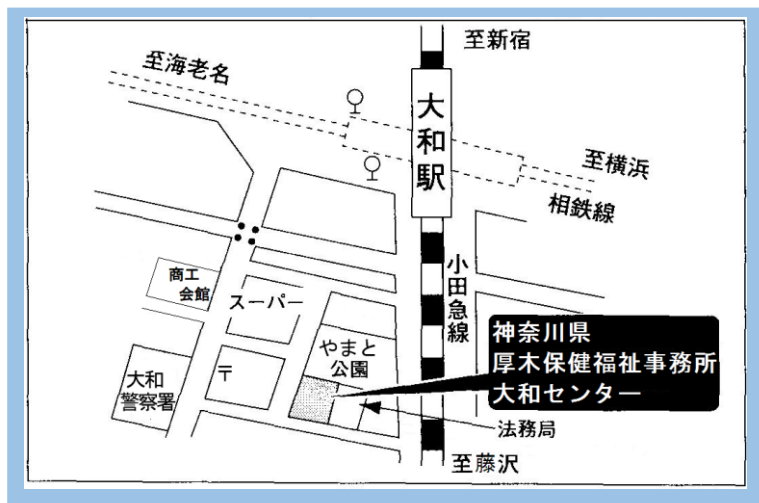 至新宿
至海老名
大和駅
至横浜
相鉄線
商工
会館
スーパー
小田急線
神奈川県
厚木保健福祉事務所
大和センター
やまと
公園
大和
警察署
〒
法務局
至藤沢